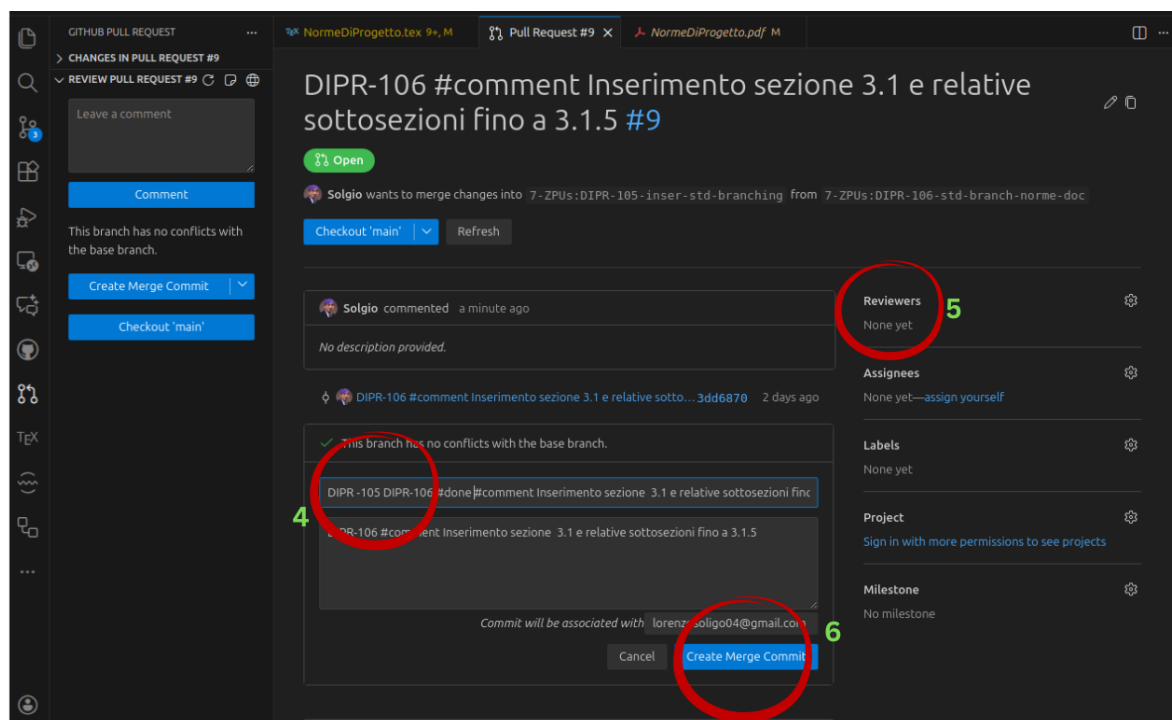 GITHUB PULL REQUEST
CHANGES IN PULL REQUEST #9
REVIEW PULL REQUEST #9
Leave a comment
Comment
This branch has no conflicts with
the base branch.
Create Merge Commit
Checkout 'main'
3
TEX
TEX NormeDiProgetto.tex 9+, M
Pull Request #9
NormeDiProgetto.pdf M
DIPR-106 #comment Inserimento sezione 3.1 e relative
sottosezioni fino a 3.1.5 #9
Open
Solgio wants to merge changes into 7-ZPUs:DIPR-105-inser-std-branching from 7-ZPUs:DIPR-106-std-branch-norme-doc
Checkout 'main'
Refresh
Solgio commented a minute ago
No description provided.
DIPR-106 #comment Inserimento sezione 3.1 e relative sotto... 3dd6870 2 days ago
This branch has no conflicts with the base branch.
DIPR -105 DIPR-106 #done #comment Inserimento sezione 3.1 e relative sottosezioni fino
4
DIPR-106 #comment Inserimento sezione 3.1 e relative sottosezioni fino a 3.1.5
Commit will be associated with lorenzosoligo04@gmail.com
6
Cancel
Create Merge Commit
Reviewers
5
None yet
Assignees
None yet—assign yourself
Labels
None yet
Project
Sign in with more permissions to see projects
Milestone
No milestone